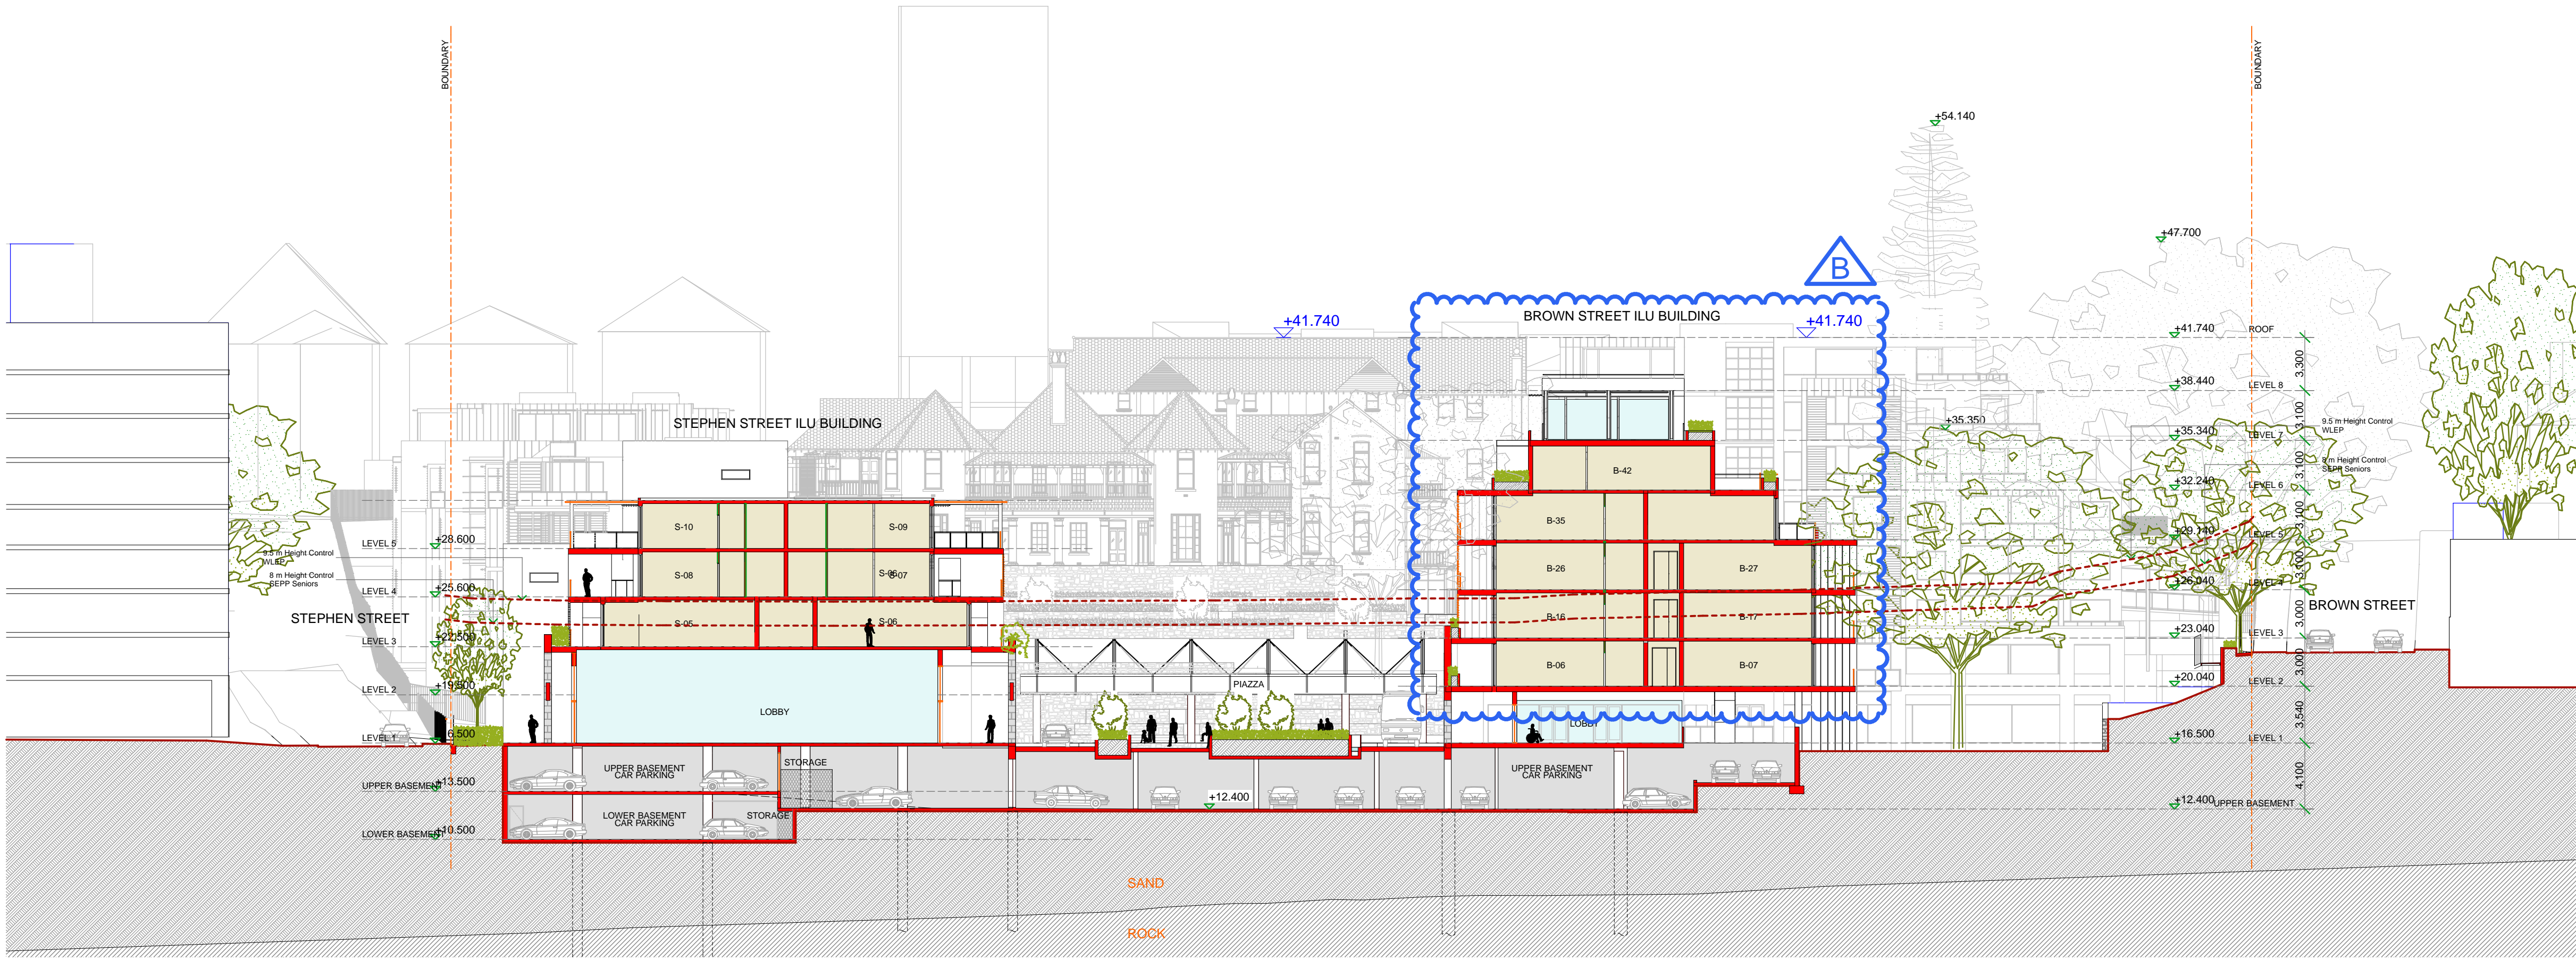 BOUNDARY
BOUNDARY
+54.140
+47.700
B
+41.740
BROWN STREET ILU BUILDING
+41.740
+41.740
ROOF
3,300
+38.440
LEVEL 8
3,100
STEPHEN STREET ILU BUILDING
+35.350
9.5 m Height Control
WLEP
+35.340
LEVEL 7
8 m Height Control
SEPP Seniors
B-42
3,100
+32.240
LEVEL 6
S-10
S-09
B-35
3,100
+29.140
LEVEL 5
LEVEL 5
+28.600
9.5 m Height Control
WLEP
8 m Height Control
SEPP Seniors
S-08
S-06
S-07
B-26
B-27
3,100
+26.040
LEVEL 4
LEVEL 4
+25.600
STEPHEN STREET
BROWN STREET
S-05
S-06
B-16
B-17
3,000
+23.040
LEVEL 3
LEVEL 3
+22.500
B-06
B-07
3,000
+20.040
LEVEL 2
LEVEL 2
+19.500
PIAZZA
LOBBY
LOBBY
3,540
+16.500
LEVEL 1
LEVEL 1
STORAGE
UPPER BASEMENT
CAR PARKING
UPPER BASEMENT
CAR PARKING
4,100
UPPER BASEMENT
+13.500
+12.400
+12.400
UPPER BASEMENT
LOWER BASEMENT
CAR PARKING
STORAGE
LOWER BASEMENT
+10.500
SAND
ROCK